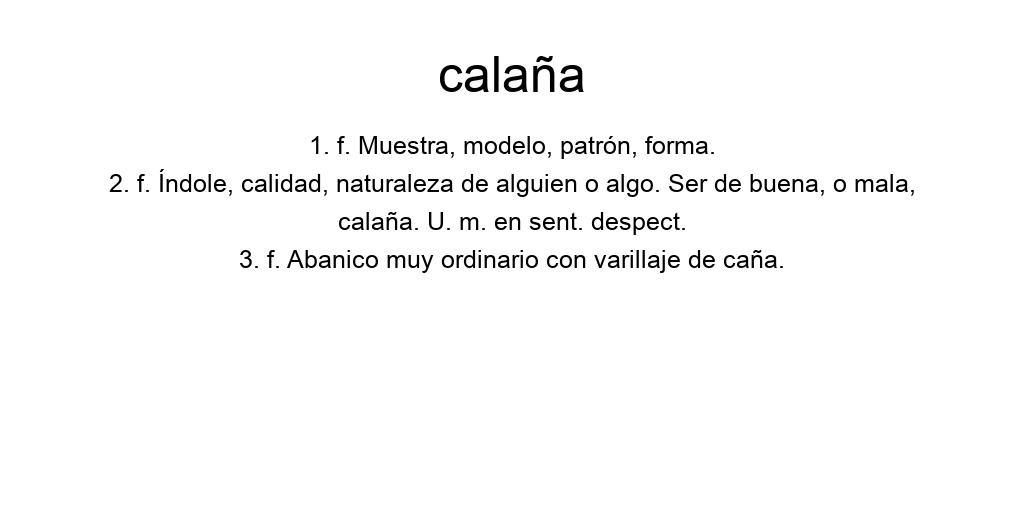 calaña
1. f. Muestra, modelo, patrón, forma.
2. f. Índole, calidad, naturaleza de alguien o algo. Ser de buena, o mala,
calaña. U. m. en sent. despect.
3. f. Abanico muy ordinario con varillaje de caña.